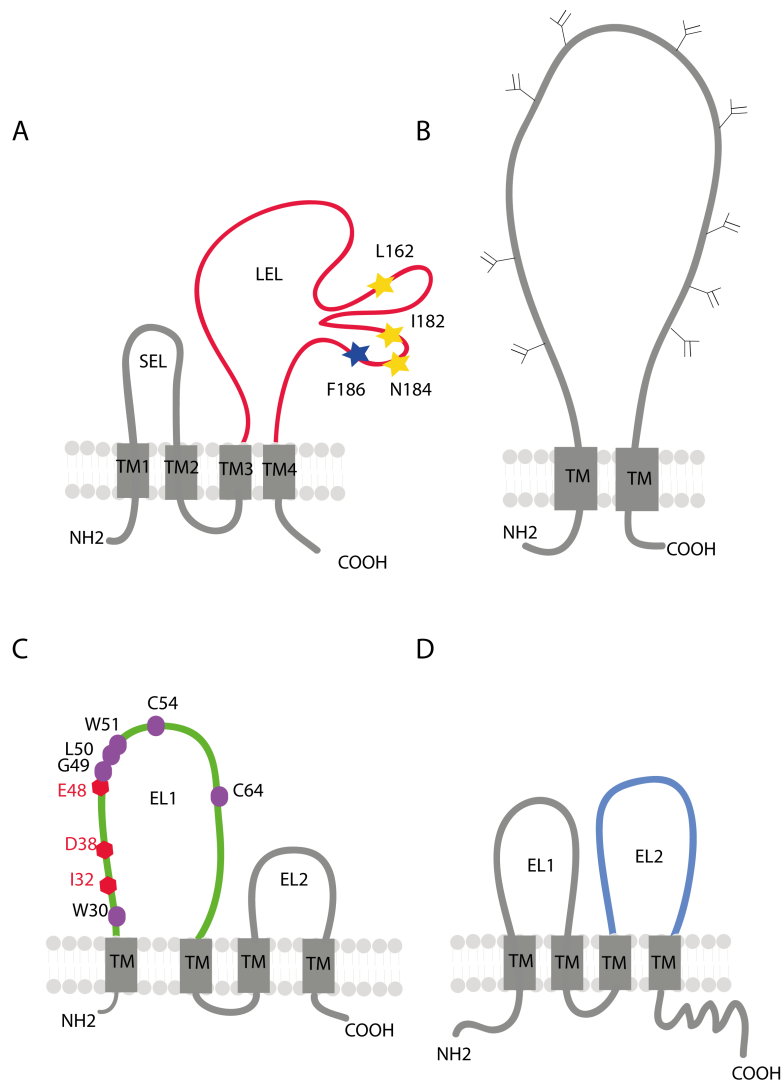 A
L162
LEL
I182
SEL
F186
N184
TM1
TM2
TM3
TM4
NH2
COOH
B
TM
TM
NH2
COOH
C
C54
W51
L50
G49
E48
EL1
C64
D38
I32
EL2
W30
TM
TM
TM
TM
NH2
COOH
D
EL1
EL2
TM
TM
TM
TM
NH2
COOH